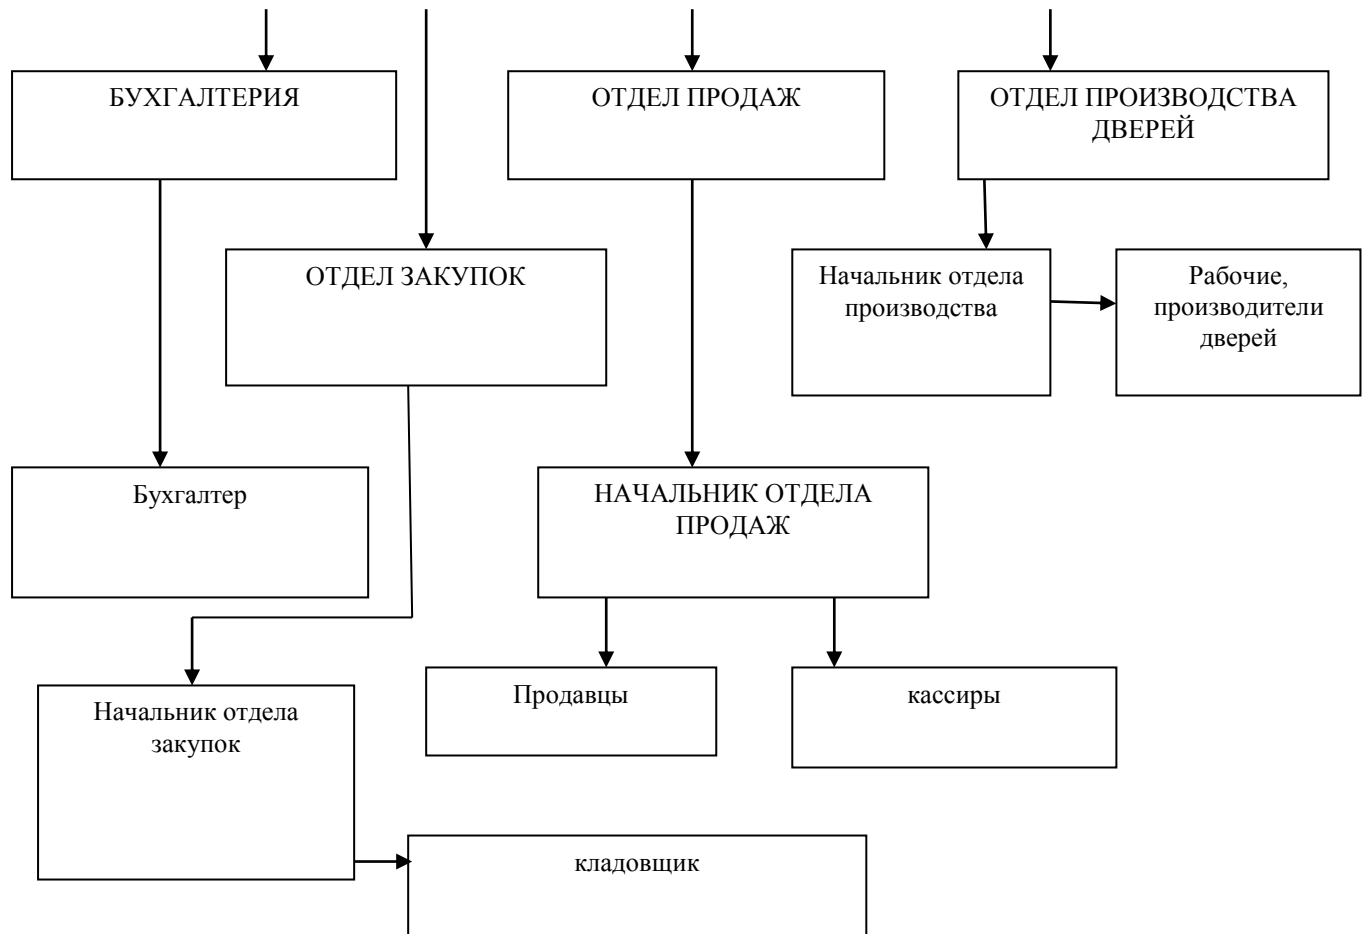 БУХГАЛТЕРИЯ
ОТДЕЛ ПРОДАЖ
ОТДЕЛ ПРОИЗВОДСТВА
ДВЕРЕЙ
ОТДЕЛ ЗАКУПОК
Начальник отдела
производства
Рабочие,
производители
дверей
Бухгалтер
НАЧАЛЬНИК ОТДЕЛА
ПРОДАЖ
Начальник отдела
закупок
Продавцы
кассиры
кладовщик